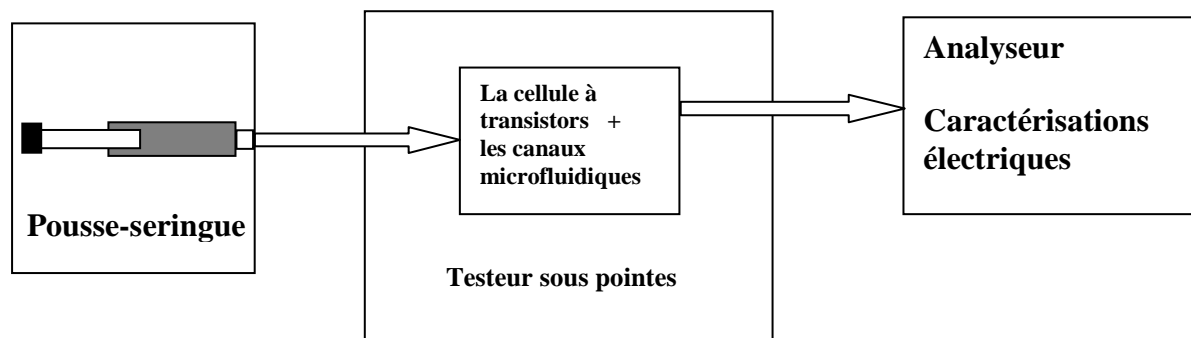 Pousse-seringue
La cellule à
transistors +
les canaux
microfluidiques
Testeur sous pointes
Analyseur
Caractérisations
électriques